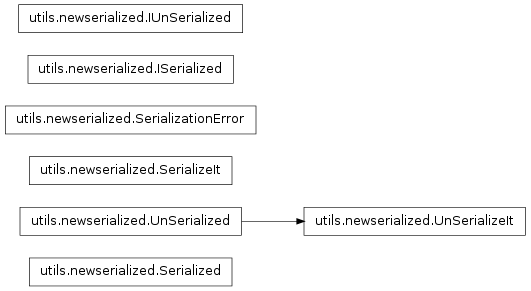 utils.newserialized.IUnSerialized
utils.newserialized.ISerialized
utils.newserialized.SerializationError
utils.newserialized.SerializeIt
utils.newserialized.UnSerialized
utils.newserialized.UnSerializeIt
utils.newserialized.Serialized